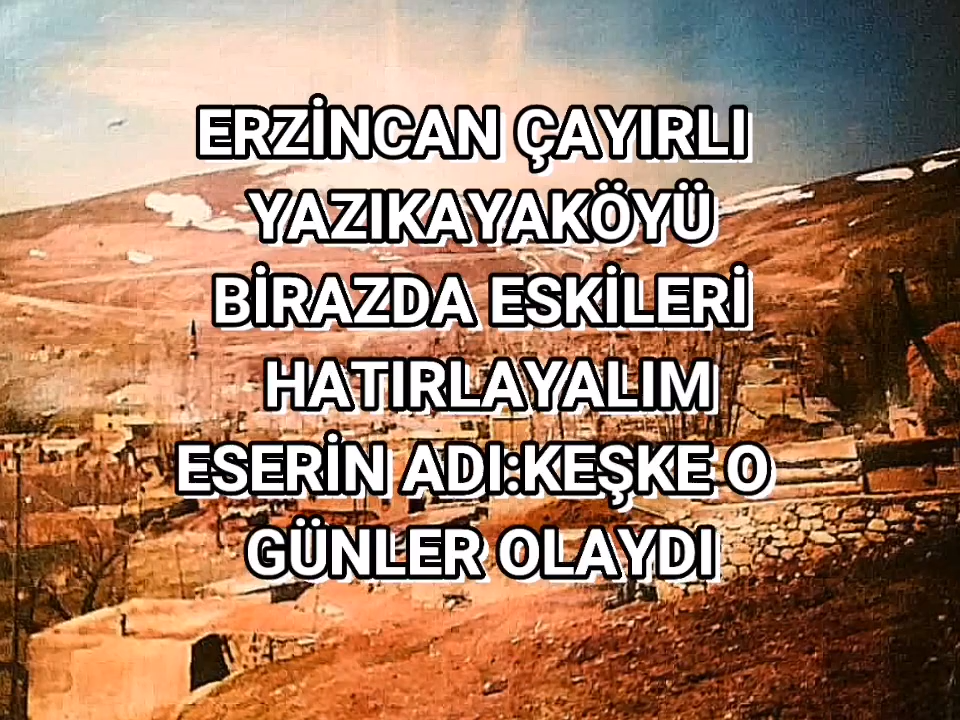 ERZİNCAN ÇAYIRLI
YAZIKAYAKÖYÜ
BİRAZDA ESKİLERİ
HATIRLAYALIM
ESERİN ADI:KEŞKE O
GÜNLER OLAYDI